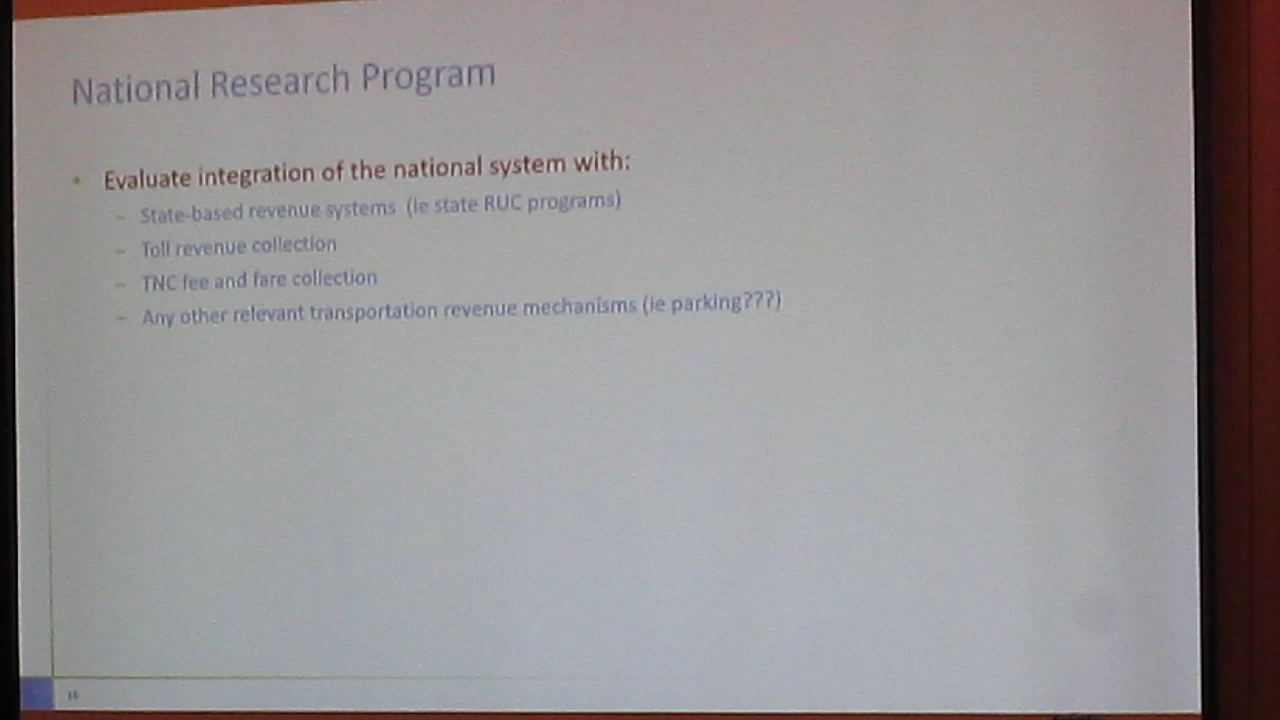 National Research Program
• Evaluate integration of the national system with:
– State-based revenue systems (ie state RUC programs)
– Toll revenue collection
– TNC fee and fare collection
– Any other relevant transportation revenue mechanisms (ie parking???)